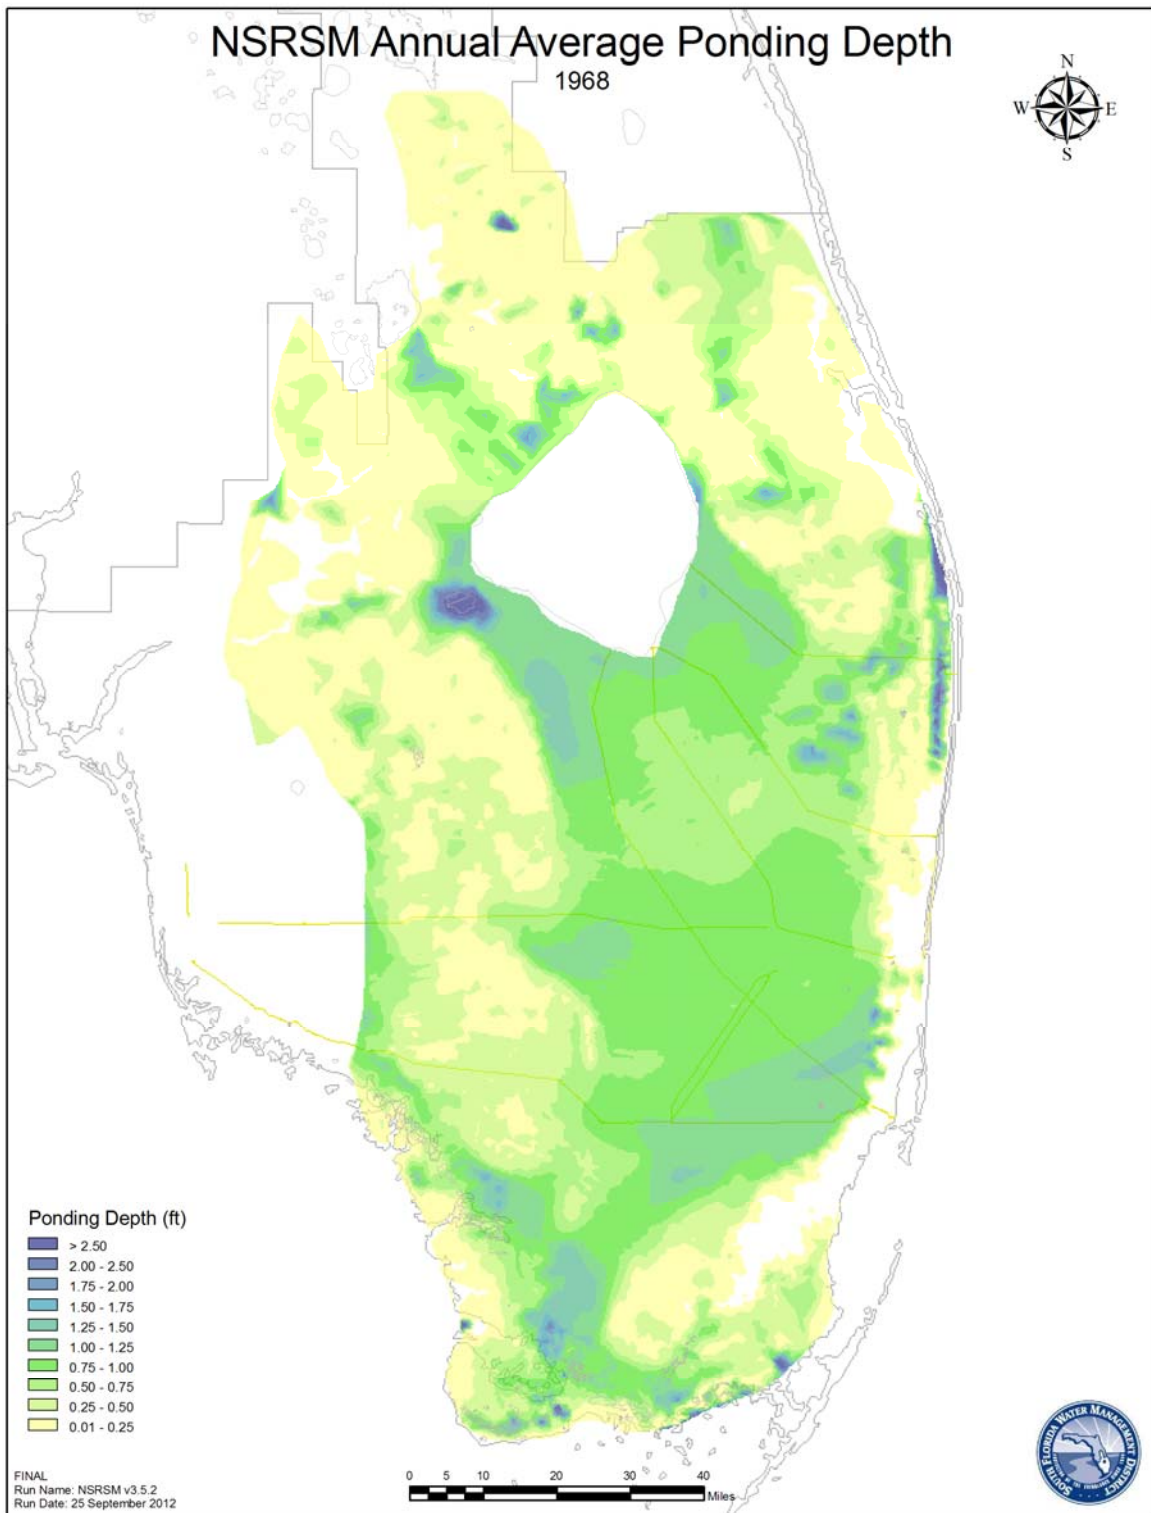 NSRSM Annual Average Ponding Depth
1968
N
W E
S
Ponding Depth (ft)
> 2.50
2.00 - 2.50
1.75 - 2.00
1.50 - 1.75
1.25 - 1.50
1.00 - 1.25
0.75 - 1.00
0.50 - 0.75
0.25 - 0.50
0.01 - 0.25
FINAL
Run Name: NSRSM v3.5.2
Run Date: 25 September 2012
0 5 10 20 30 40
Miles
SOUTH FLORIDA WATER MANAGEMENT DISTRICT